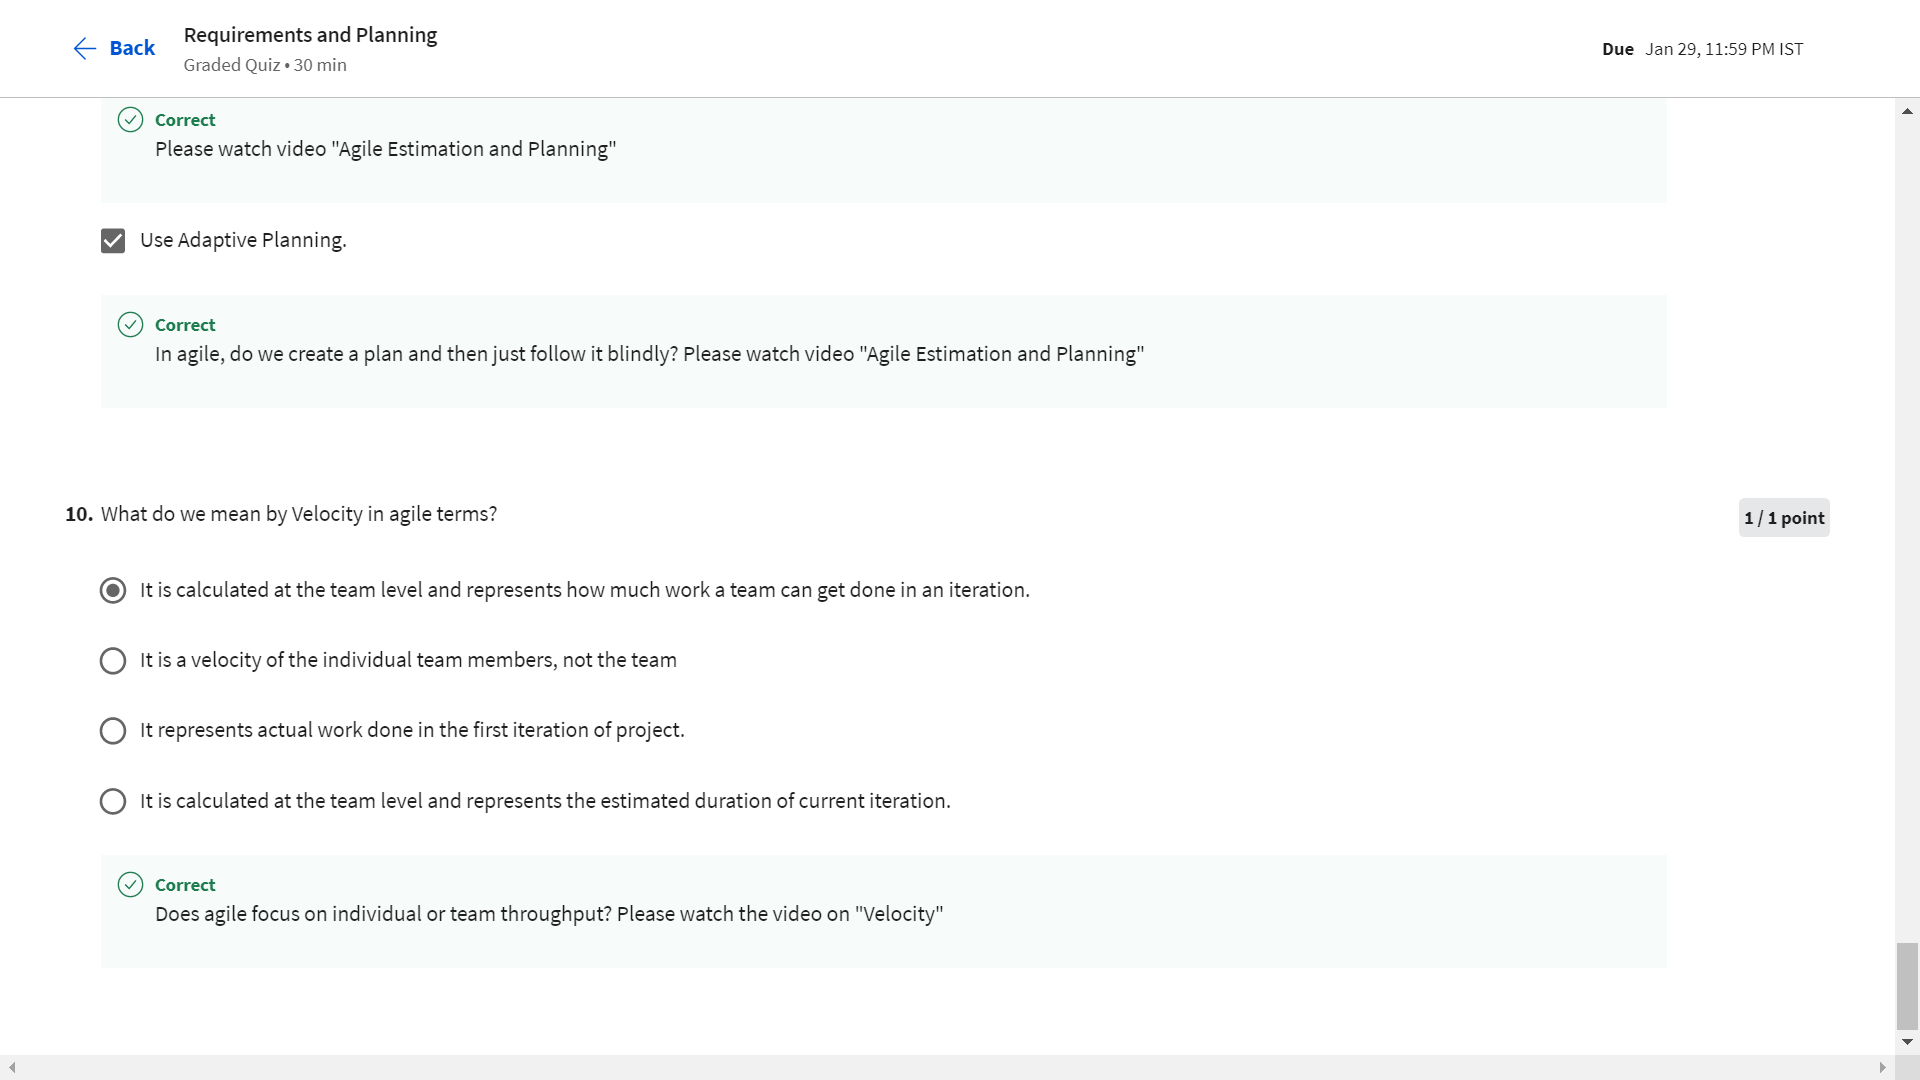 Back
Requirements and Planning
Graded Quiz • 30 min
Due Jan 29, 11:59 PM IST
Correct
Please watch video "Agile Estimation and Planning"
Use Adaptive Planning.
Correct
In agile, do we create a plan and then just follow it blindly? Please watch video "Agile Estimation and Planning"
10. What do we mean by Velocity in agile terms?
1 / 1 point
It is calculated at the team level and represents how much work a team can get done in an iteration.
It is a velocity of the individual team members, not the team
It represents actual work done in the first iteration of project.
It is calculated at the team level and represents the estimated duration of current iteration.
Correct
Does agile focus on individual or team throughput? Please watch the video on "Velocity"